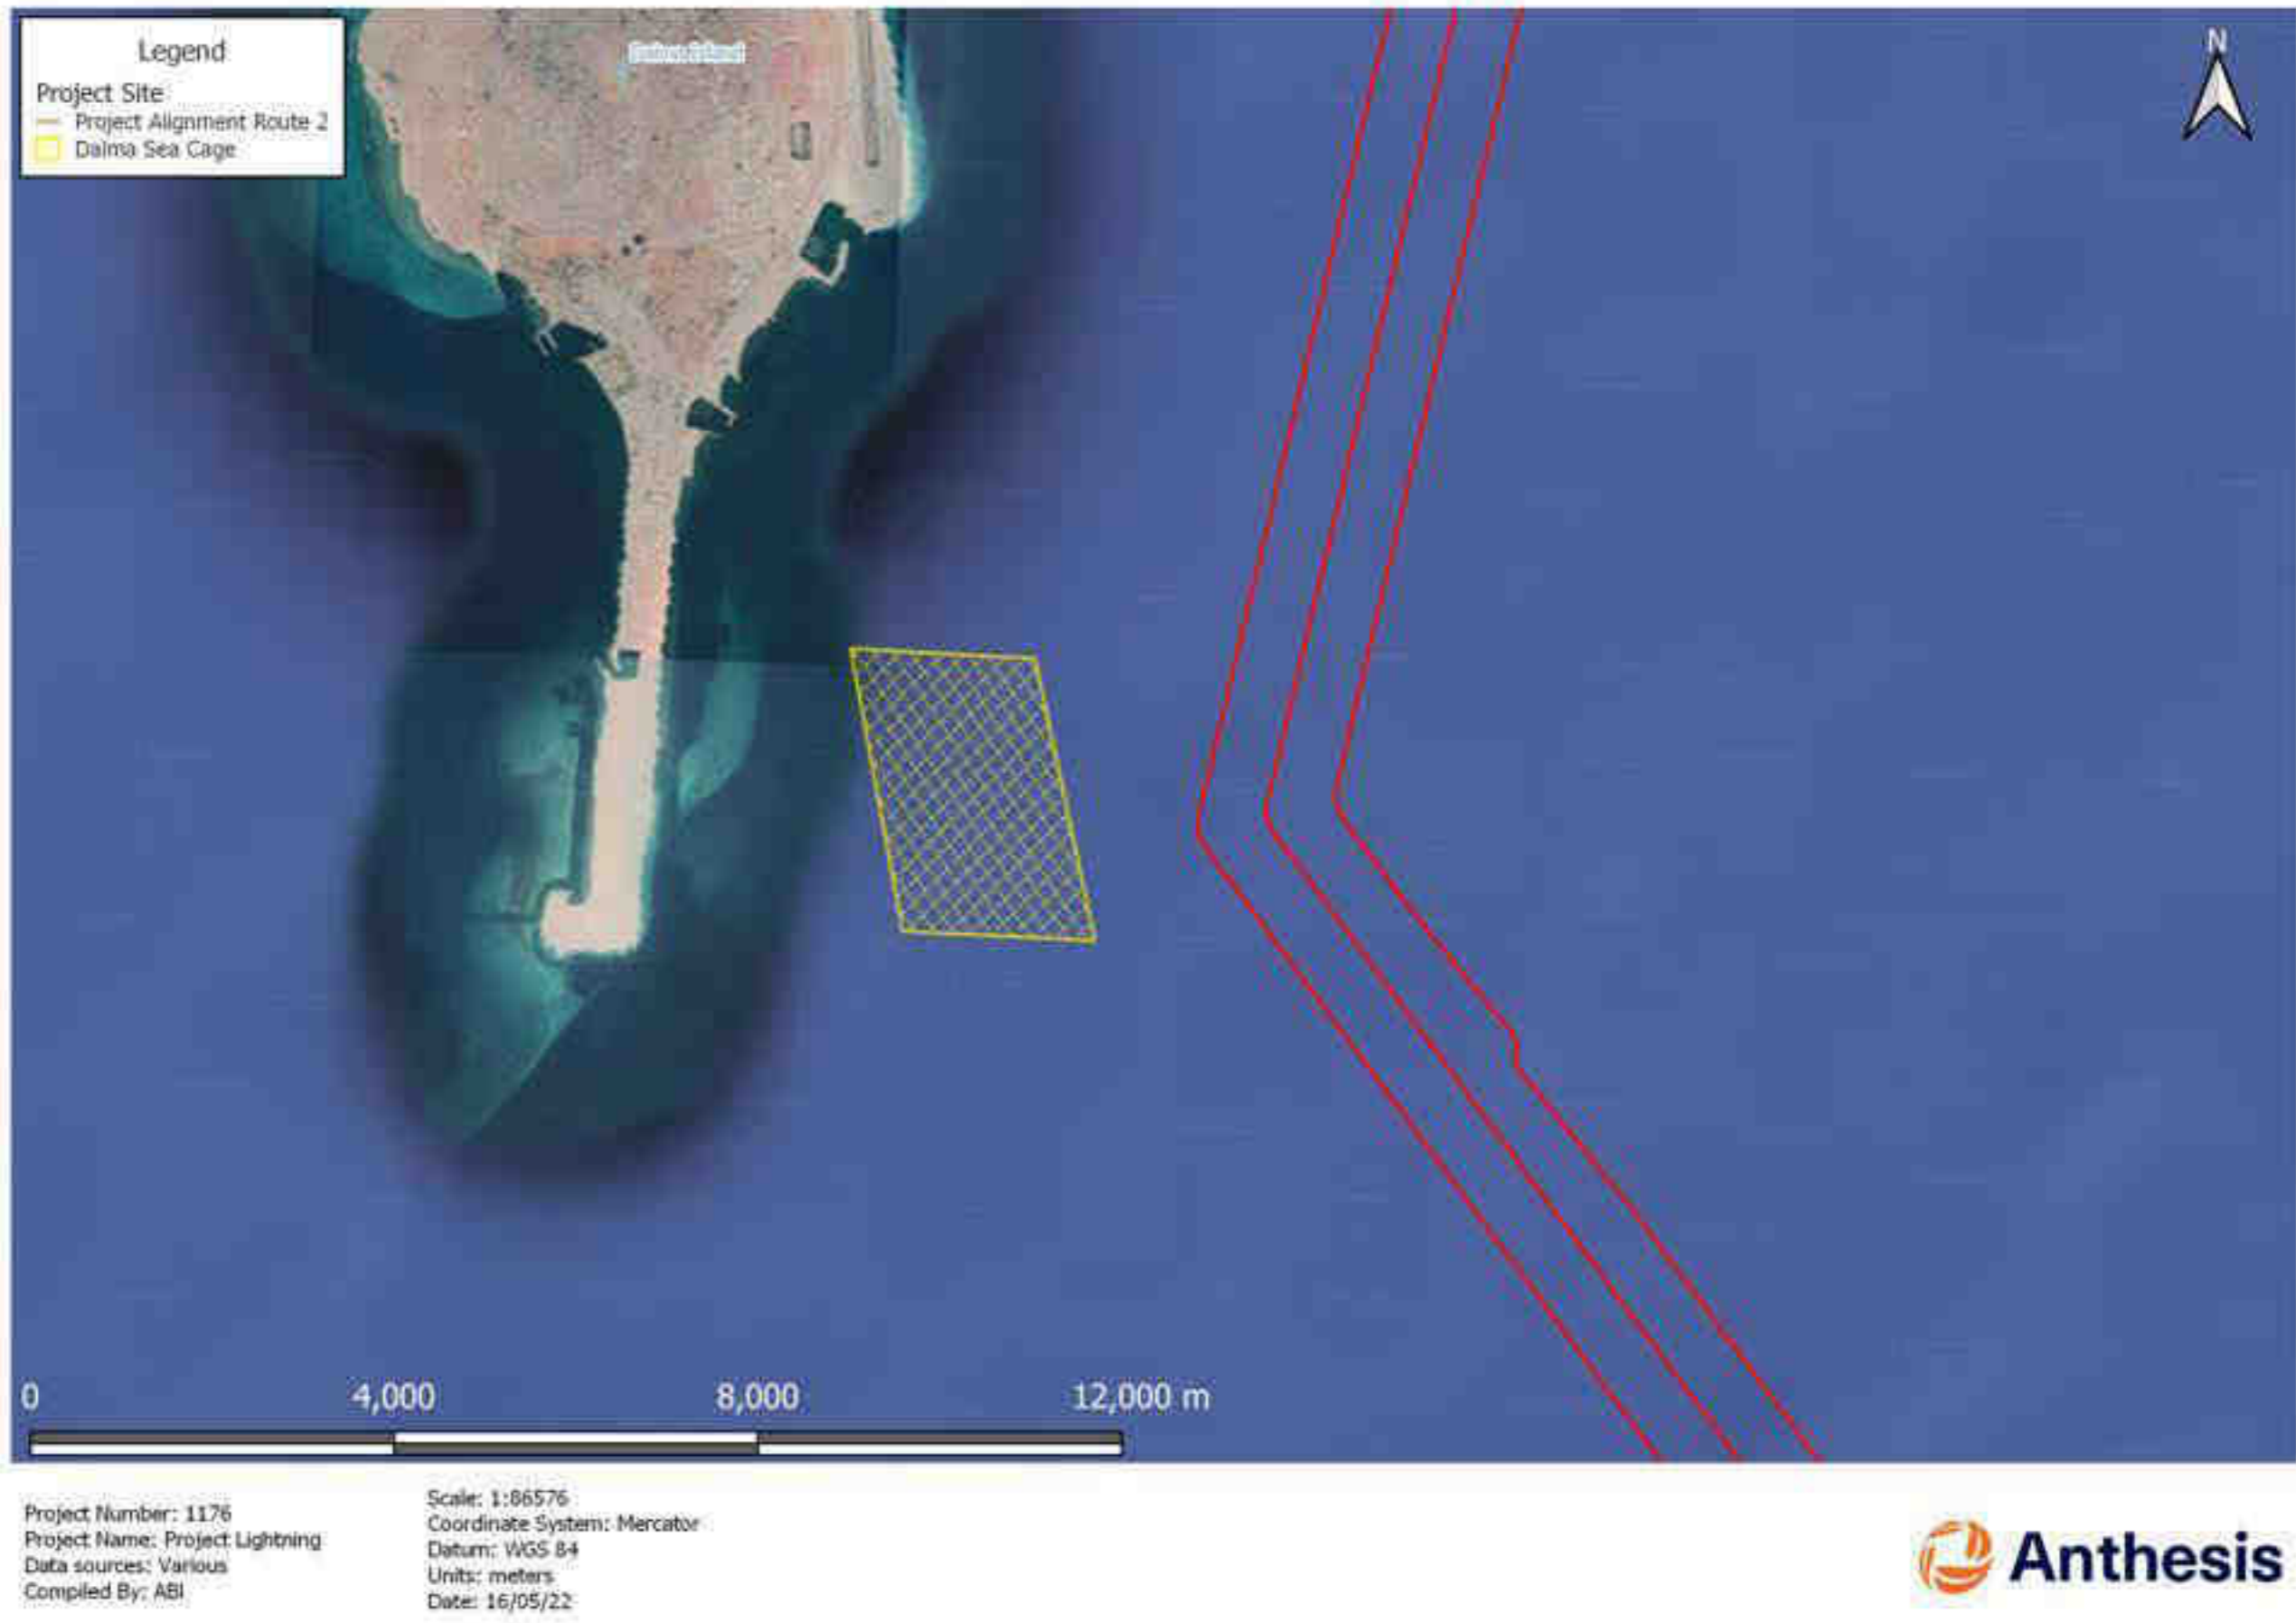 Legend
Project Site
Project Alignment Route 2
Dalma Sea Cage
N
0 4,000 8,000 12,000 m
Project Number: 1176
Project Name: Project Lightning
Data sources: Various
Compiled By: ABI
Scale: 1:86576
Coordinate System: Mercator
Datum: WGS 84
Units: meters
Date: 16/05/22
Anthesis